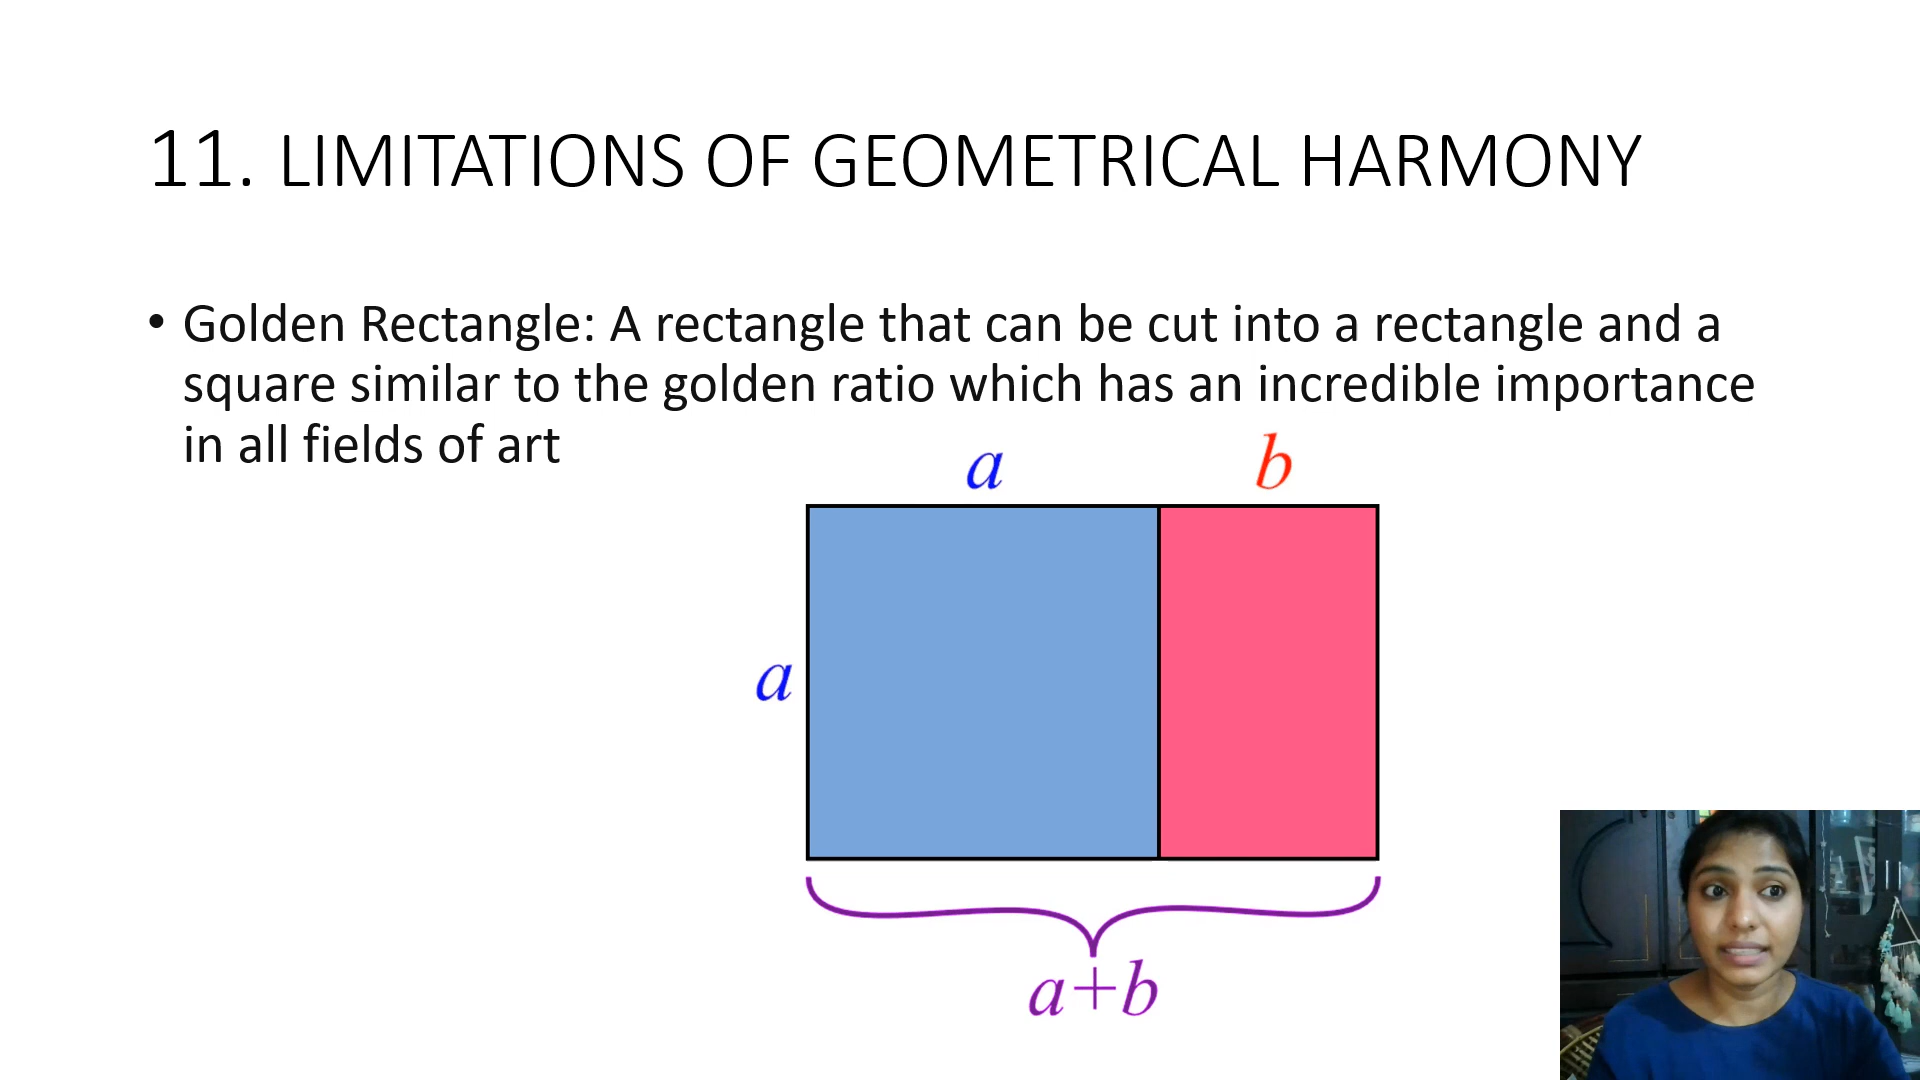 11. LIMITATIONS OF GEOMETRICAL HARMONY
• Golden Rectangle: A rectangle that can be cut into a rectangle and a
square similar to the golden ratio which has an incredible importance
in all fields of art
a b
a
a+b